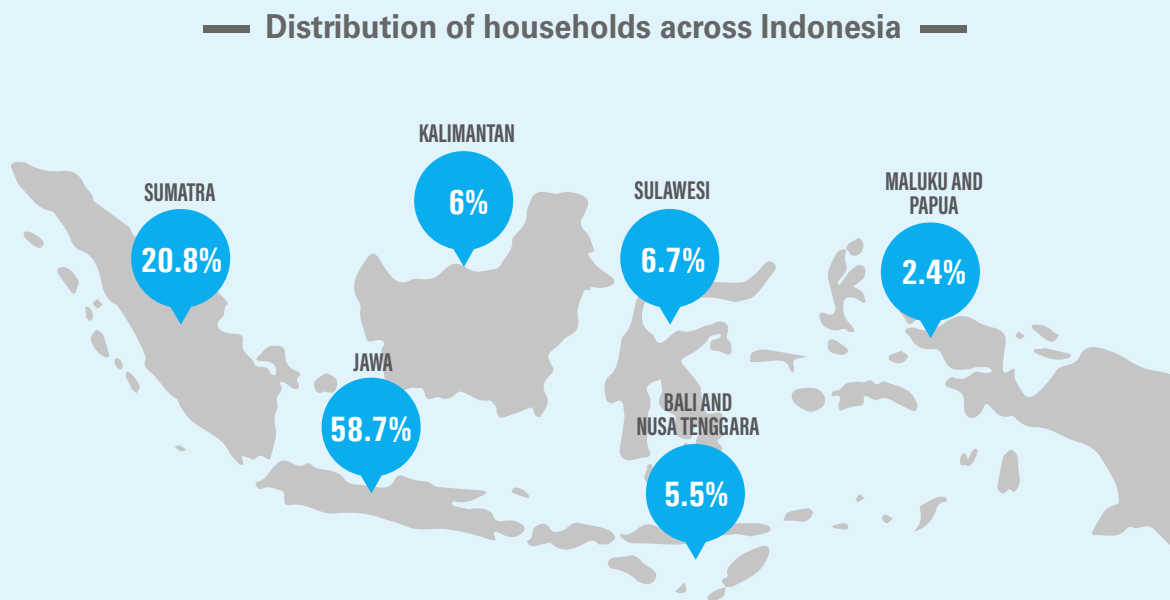 Distribution of households across Indonesia
KALIMANTAN
6%
SUMATRA
20.8%
SULAWESI
6.7%
MALUKU AND
PAPUA
2.4%
JAWA
58.7%
BALI AND
NUSA TENGGARA
5.5%